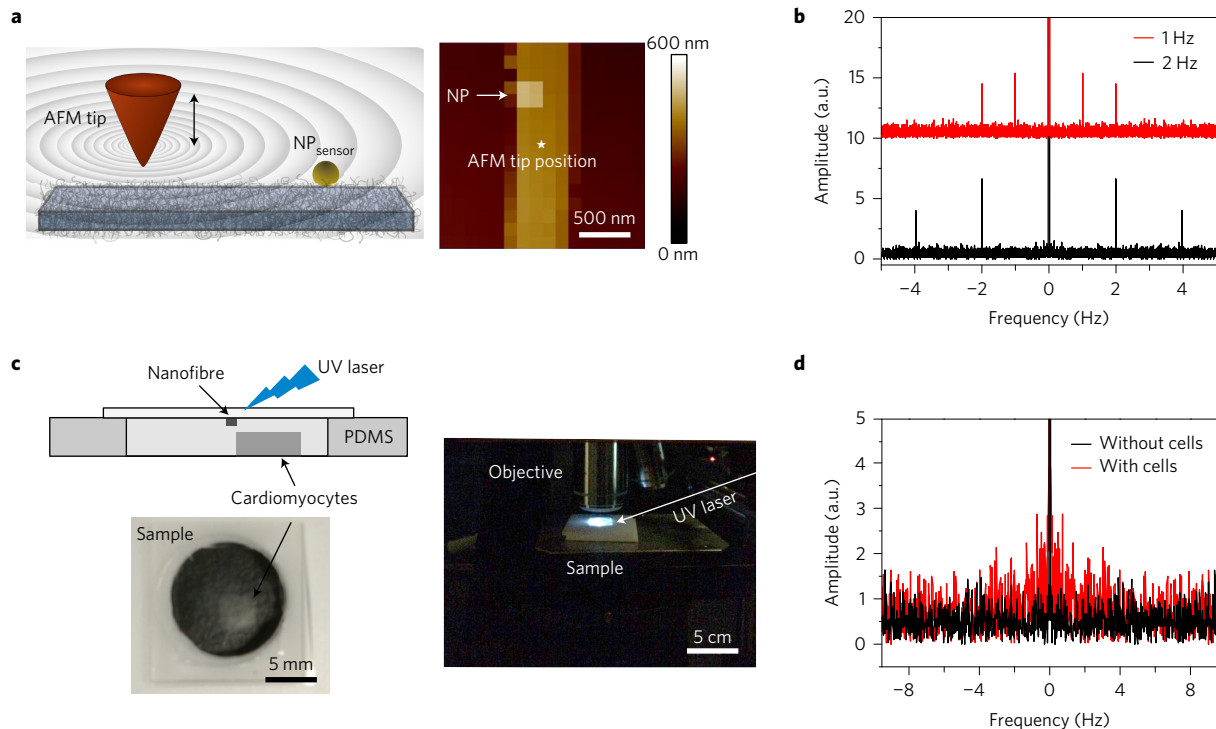 a
AFM tip
NP sensor
NP
AFM tip position
500 nm
600 nm
0 nm
b
20
15
10
5
0
Amplitude (a.u.)
1 Hz
2 Hz
−4
−2
0
2
4
Frequency (Hz)
c
Nanofibre
UV laser
PDMS
Cardiomyocytes
Sample
5 mm
Objective
UV laser
Sample
5 cm
d
5
4
3
2
1
0
Amplitude (a.u.)
Without cells
With cells
−8
−4
0
4
8
Frequency (Hz)